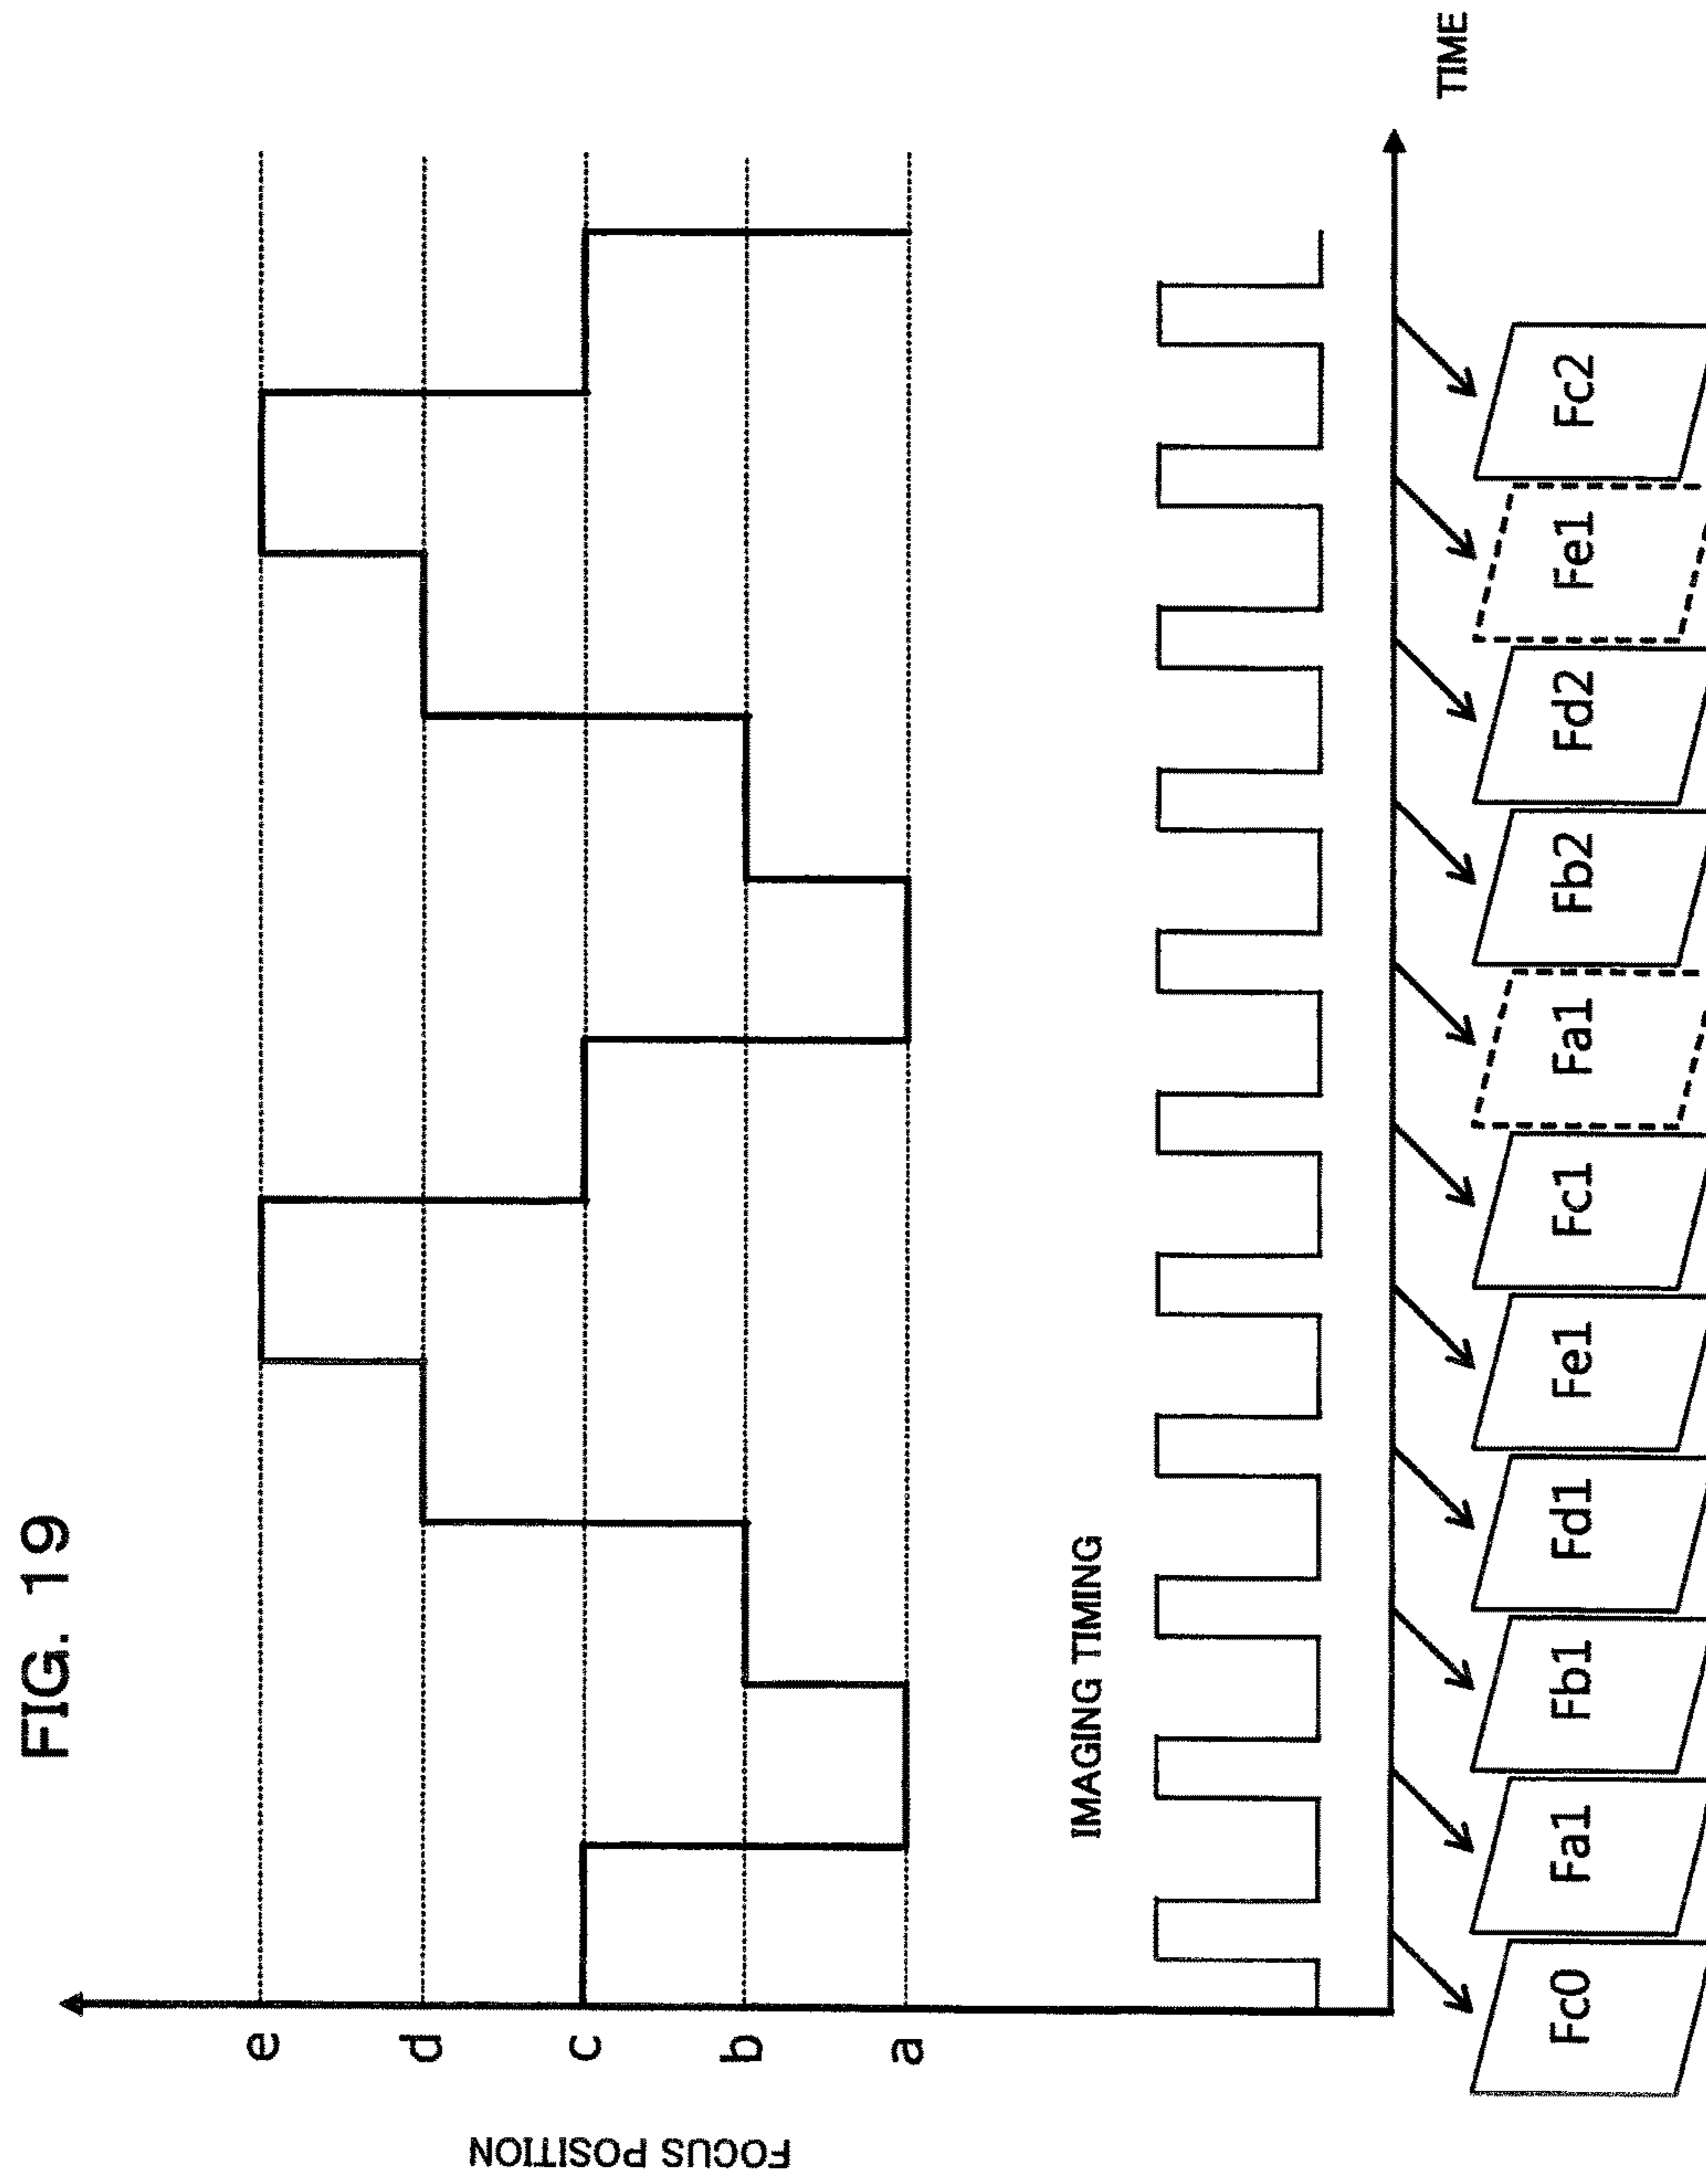 FIG. 19
FOCUS POSITION
e
d
c
b
a
IMAGING TIMING
TIME
Fc0 Fa1 Fb1 Fd1 Fe1 Fc1 Fa1 Fb2 Fd2 Fe1 Fc2